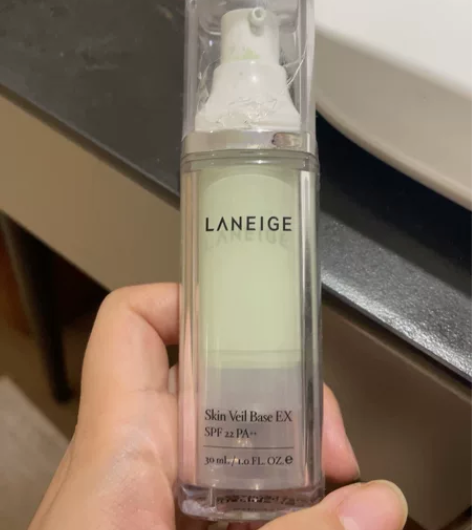 LANEIGE
Skin Veil Base EX
SPF 22 PA++
30 mL. / 1.0 FL. OZ. e